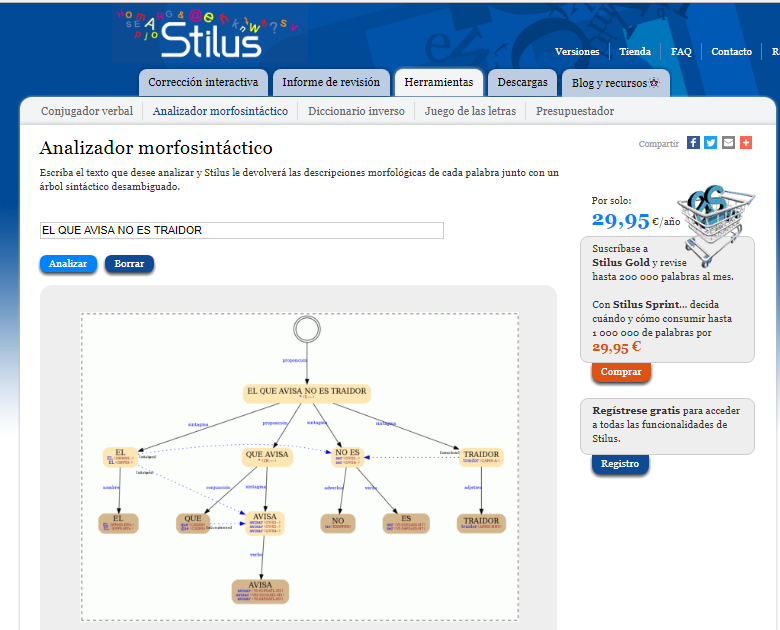 Stilus
Versiones Tienda FAQ Contacto R
Corrección interactiva Informe de revisión Herramientas Descargas Blog y recursos
Conjugador verbal Analizador morfosintáctico Diccionario inverso Juego de las letras Presupuestador
Analizador morfosintáctico
Compartir
Escriba el texto que desee analizar y Stilus le devolverá las descripciones morfológicas de cada palabra junto con un
árbol sintáctico desambiguado.
EL QUE AVISA NO ES TRAIDOR
Analizar Borrar
Por solo:
29,95 €/año
Suscríbase a
Stilus Gold y revise
hasta 200 000 palabras al mes.
Con Stilus Sprint... decida
cuándo y cómo consumir hasta
1 000 000 de palabras por
29,95 €
Comprar
Regístrese gratis para acceder
a todas las funcionalidades de
Stilus.
Registro
proposicion
EL QUE AVISA NO ES TRAIDOR
sintagma proposicion sintagma sintagma
EL QUE AVISA NO ES TRAIDOR
nombre conjuncion sintagma adverbio verbo adjetivo
EL QUE AVISA NO ES TRAIDOR
verbo
AVISA